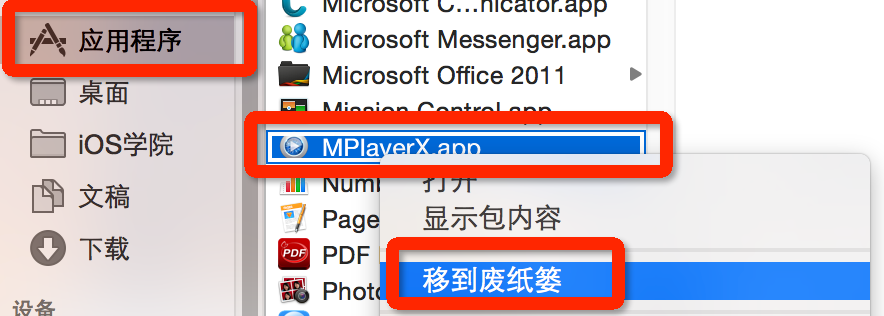 应用程序
桌面
iOS学院
文稿
下载
设备
Microsoft C...nicator.app
Microsoft Messenger.app
Microsoft Office 2011
Mission Control.app
MPlayerX.app
Numb
Page
PDF
Photo
打开
显示包内容
移到废纸篓